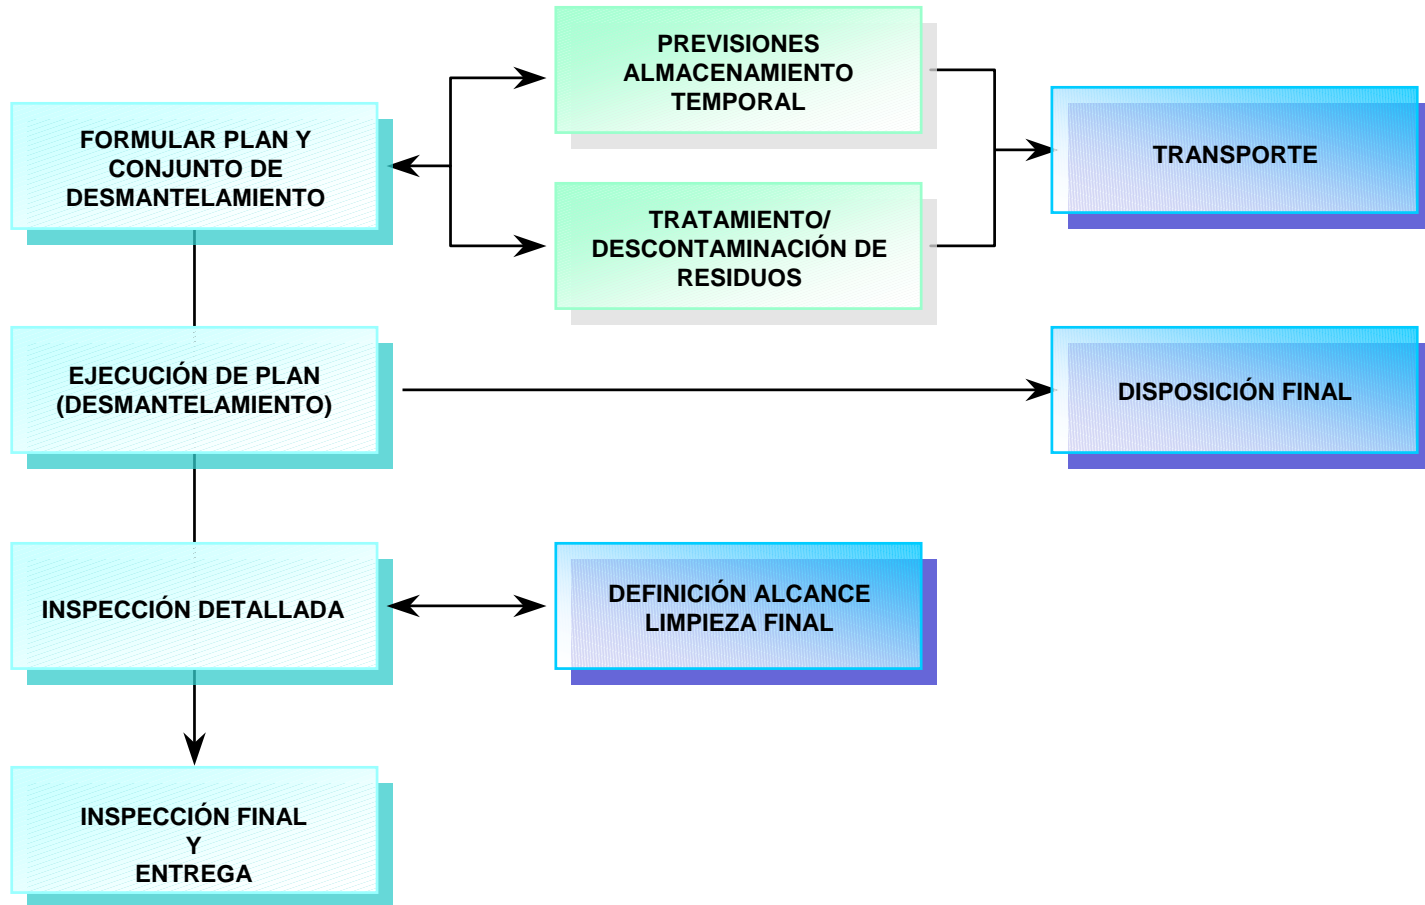 PREVISIONES
ALMACENAMIENTO
TEMPORAL
FORMULAR PLAN Y
CONJUNTO DE
DESMANTELAMIENTO
TRANSPORTE
TRATAMIENTO/
DESCONTAMINACIÓN DE
RESIDUOS
EJECUCIÓN DE PLAN
(DESMANTELAMIENTO)
DISPOSICIÓN FINAL
INSPECCIÓN DETALLADA
DEFINICIÓN ALCANCE
LIMPIEZA FINAL
INSPECCIÓN FINAL
Y
ENTREGA